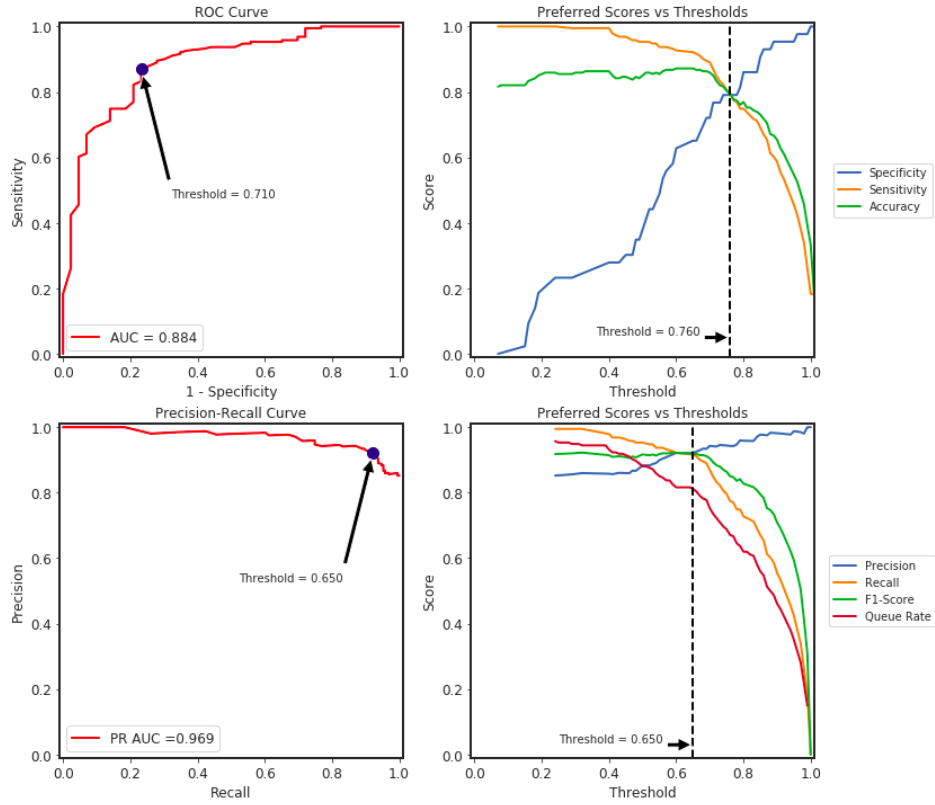 ROC Curve
1.0
0.8
0.6
0.4
0.2
0.0
Sensitivity
Threshold = 0.710
AUC = 0.884
0.0 0.2 0.4 0.6 0.8 1.0
1 - Specificity
Preferred Scores vs Thresholds
1.0
0.8
0.6
0.4
0.2
0.0
Score
Threshold = 0.760
0.0 0.2 0.4 0.6 0.8 1.0
Threshold
Specificity
Sensitivity
Accuracy
Precision-Recall Curve
1.0
0.8
0.6
0.4
0.2
0.0
Precision
Threshold = 0.650
PR AUC =0.969
0.0 0.2 0.4 0.6 0.8 1.0
Recall
Preferred Scores vs Thresholds
1.0
0.8
0.6
0.4
0.2
0.0
Score
Threshold = 0.650
0.0 0.2 0.4 0.6 0.8 1.0
Threshold
Precision
Recall
F1-Score
Queue Rate